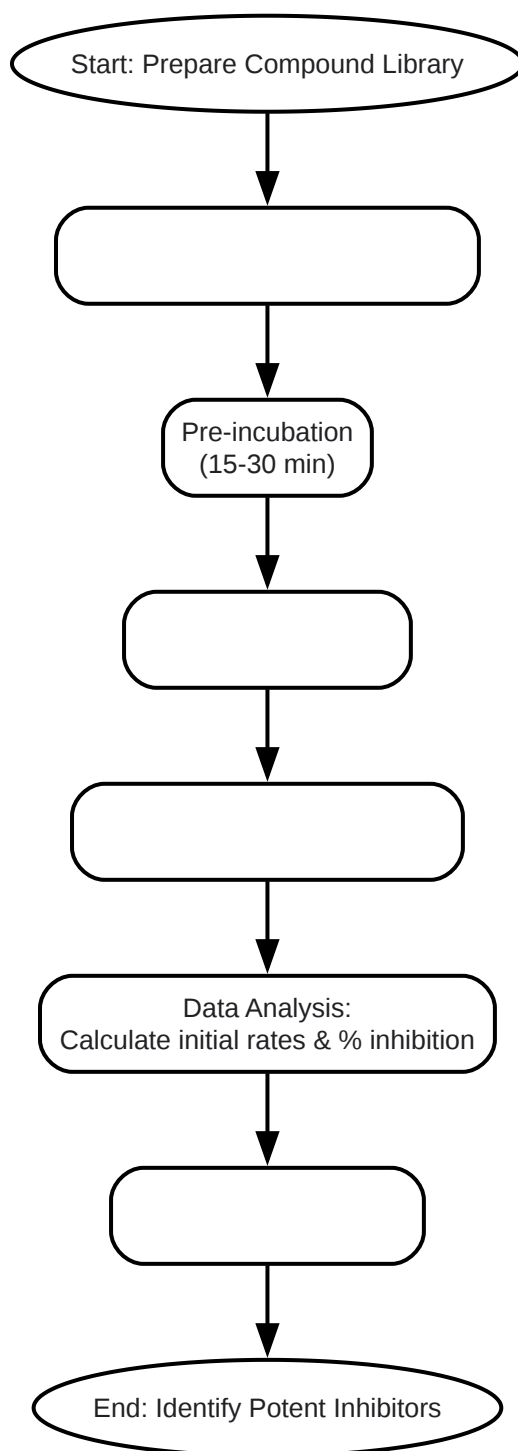 Start: Prepare Compound Library
Pre-incubation
(15-30 min)
Data Analysis:
Calculate initial rates & % inhibition
End: Identify Potent Inhibitors